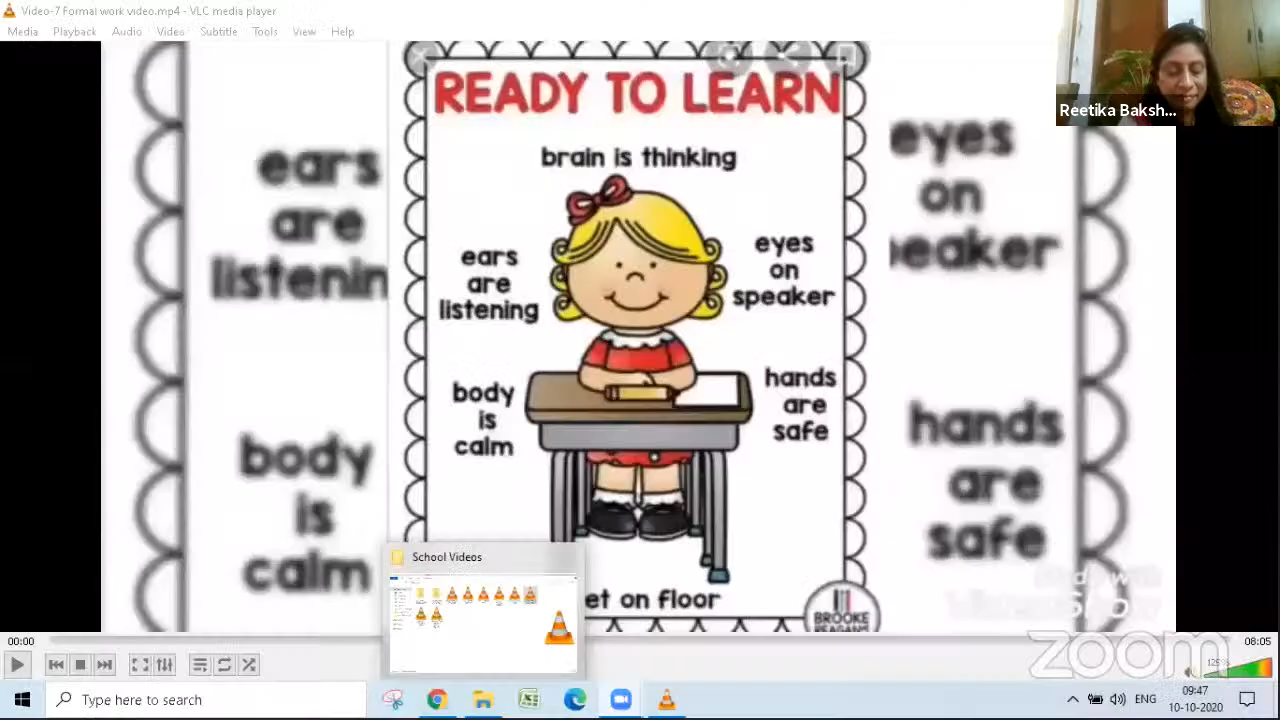 Video-7 Formal work video.mp4 - VLC media player
Media Playback Audio Video Subtitle Tools View Help
Reetika Baksh...
READY TO LEARN
brain is thinking
ears
are
listening
eyes
on
speaker
body
is
calm
hands
are
safe
et on floor
BROOKE
ears
are
listenin
body
is
calm
eyes
on
peaker
hands
are
safe
School Videos
zoom
00:00
08:05
125%
Type here to search
ENG
09:47
10-10-2020